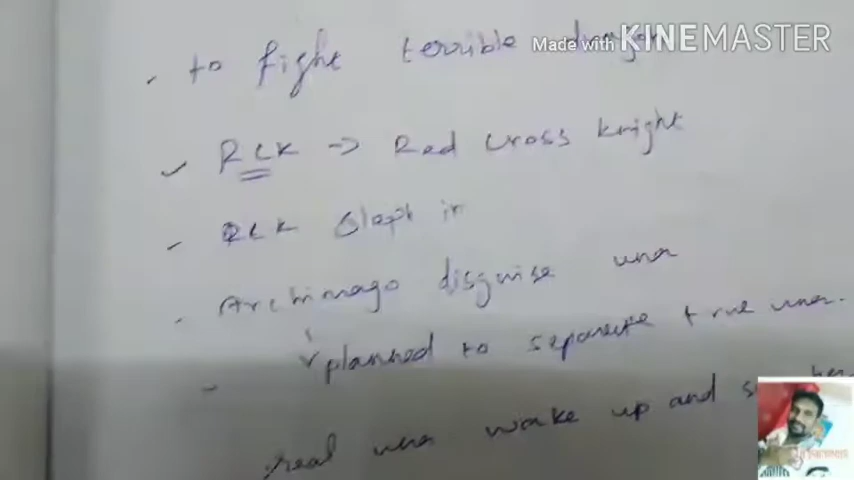 to fight terrible
Made with KINEMASTER
RCK → Red cross knight
RCK Slept in
Archimago disguise una
planned to separate true una.
real una wake up and